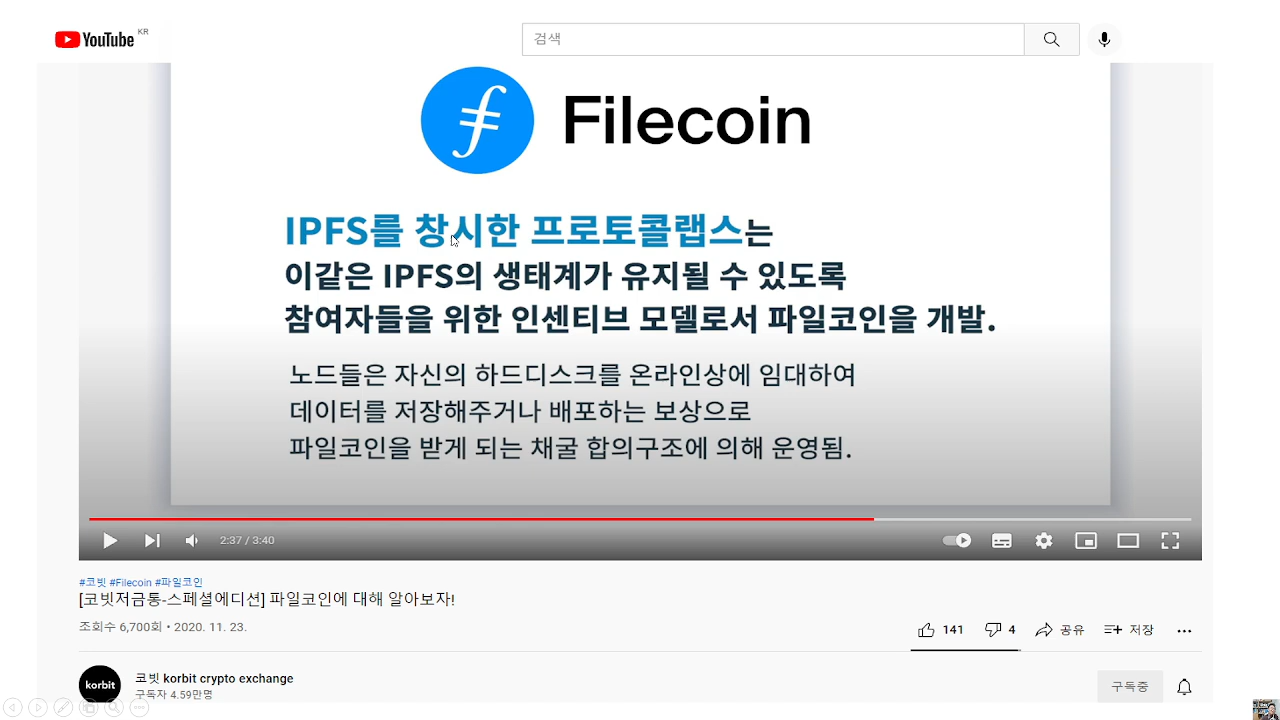 YouTube KR
검색
Filecoin
IPFS를 창시한 프로토콜랩스는
이같은 IPFS의 생태계가 유지될 수 있도록
참여자들을 위한 인센티브 모델로서 파일코인을 개발.
노드들은 자신의 하드디스크를 온라인상에 임대하여
데이터를 저장해주거나 배포하는 보상으로
파일코인을 받게 되는 채굴 합의구조에 의해 운영됨.
2:37 / 3:40
#코빗 #Filecoin #파일코인
[코빗저금통-스페셜에디션] 파일코인에 대해 알아보자!
조회수 6,700회 • 2020. 11. 23.
141 4 공유 저장
korbit
코빗 korbit crypto exchange
구독자 4.59만명
구독중